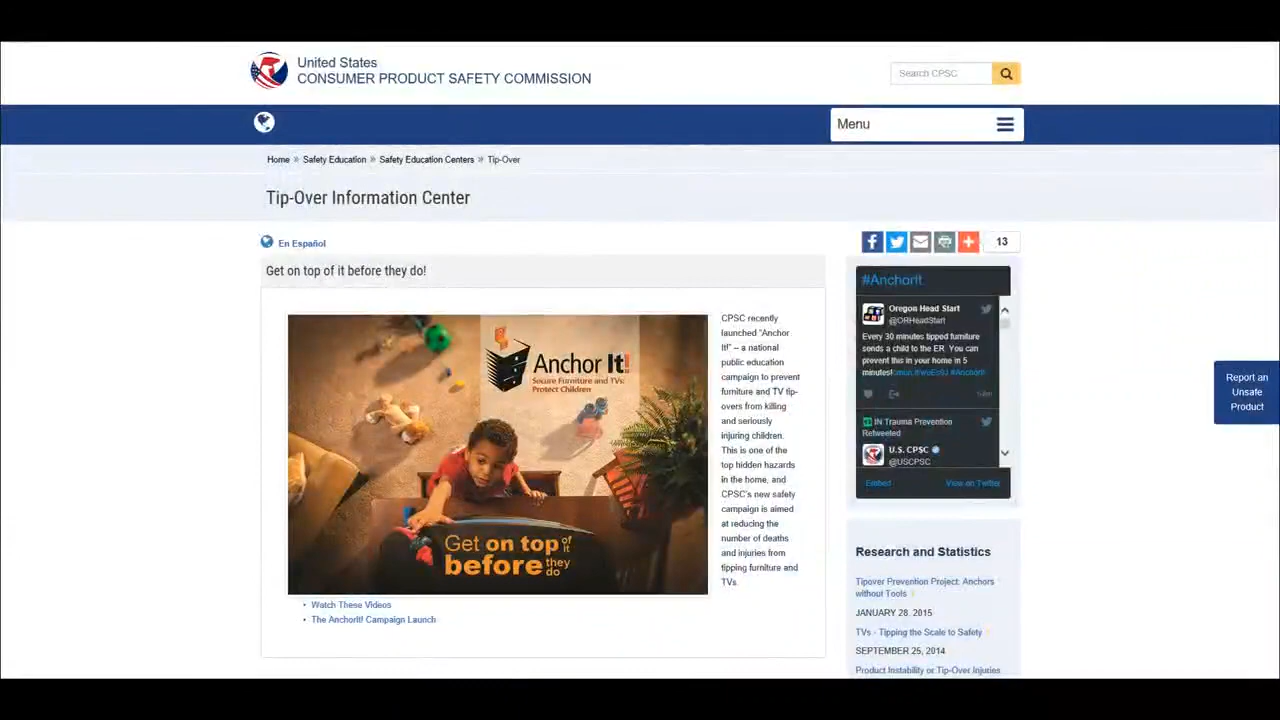 United States
CONSUMER PRODUCT SAFETY COMMISSION
Search CPSC
Menu
Home » Safety Education » Safety Education Centers » Tip-Over
Tip-Over Information Center
En Español
13
Get on top of it before they do!
Anchor It!
Secure Furniture and TVs:
Protect Children
Get on top of it
before they do
CPSC recently
launched "Anchor
It!" – a national
public education
campaign to prevent
furniture and TV tip-
overs from killing
and seriously
injuring children.
This is one of the
top hidden hazards
in the home, and
CPSC's new safety
campaign is aimed
at reducing the
number of deaths
and injuries from
tipping furniture and
TVs.
• Watch These Videos
• The AnchorIt! Campaign Launch
#AnchorIt
Oregon Head Start
@ORHeadStart
Every 30 minutes tipped furniture
sends a child to the ER. You can
prevent this in your home in 5
minutes! #AnchorIt
IN Trauma Prevention
Retweeted
U.S. CPSC
@USCPSC
Embed
View on Twitter
Report an
Unsafe
Product
Research and Statistics
Tipover Prevention Project: Anchors
without Tools
JANUARY 28, 2015
TVs - Tipping the Scale to Safety
SEPTEMBER 25, 2014
Product Instability or Tip-Over Injuries